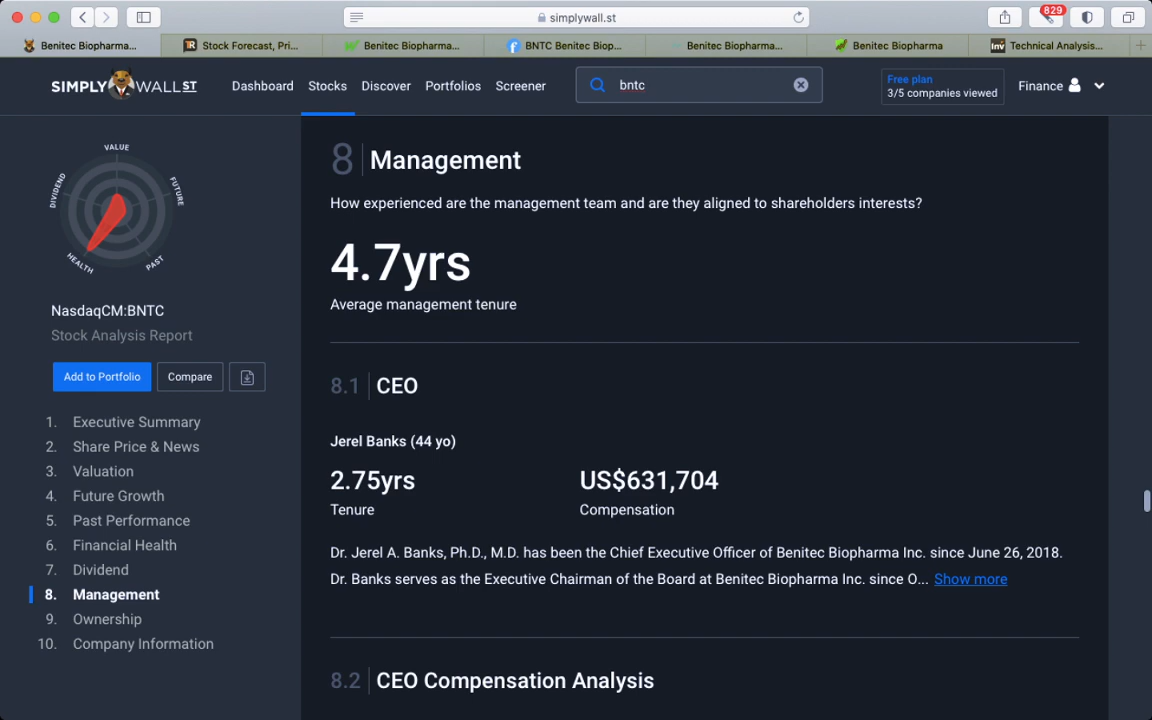 simplywall.st
829
Benitec Biopharma...
Stock Forecast, Pri...
Benitec Biopharma...
BNTC Benitec Biop...
Benitec Biopharma...
Benitec Biopharma
Inv
Technical Analysis...
SIMPLY WALL ST
Dashboard
Stocks
Discover
Portfolios
Screener
bntc
Free plan
3/5 companies viewed
Finance
VALUE
FUTURE
PAST
HEALTH
DIVIDEND
NasdaqCM:BNTC
Stock Analysis Report
Add to Portfolio
Compare
1. Executive Summary
2. Share Price & News
3. Valuation
4. Future Growth
5. Past Performance
6. Financial Health
7. Dividend
8. Management
9. Ownership
10. Company Information
8 Management
How experienced are the management team and are they aligned to shareholders interests?
4.7yrs
Average management tenure
8.1 CEO
Jerel Banks (44 yo)
2.75yrs
Tenure
US$631,704
Compensation
Dr. Jerel A. Banks, Ph.D., M.D. has been the Chief Executive Officer of Benitec Biopharma Inc. since June 26, 2018.
Dr. Banks serves as the Executive Chairman of the Board at Benitec Biopharma Inc. since O... Show more
8.2 CEO Compensation Analysis